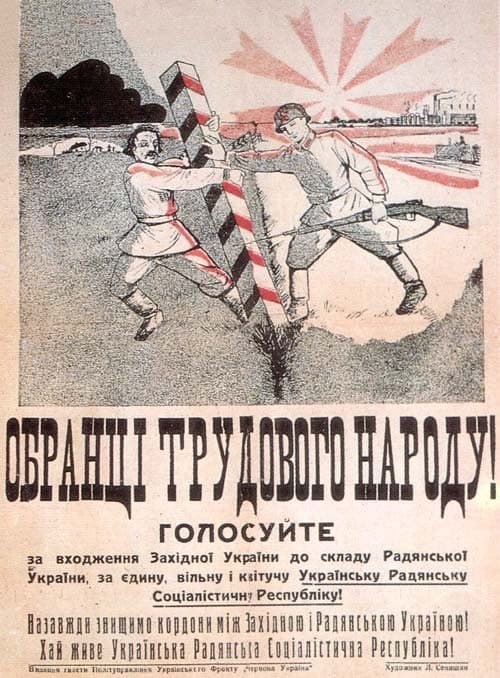 ОБРАНЦІ ТРУДОВОГО НАРОДУ!
ГОЛОСУЙТЕ
за входження Західної України до складу Радянської
України, за єдину, вільну і квітучу Українську Радянську
Соціалістичну Республіку!
Назавжди знищимо кордони між Західною і Радянською Україною!
Хай живе Українська Радянська Соціалістична Республіка!
Видання газети Політуправління Українського Фронту „Червона Україна"
Художник Л.